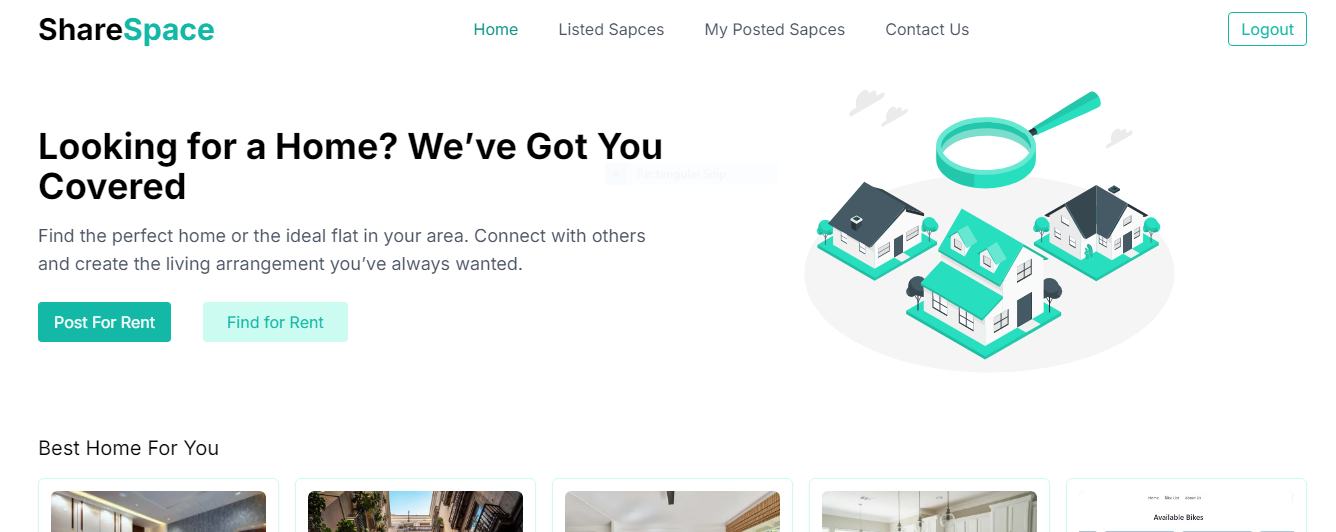 ShareSpace
Home
Listed Sapces
My Posted Sapces
Contact Us
Logout
Looking for a Home? We’ve Got You
Covered
Rectangular Snip
Find the perfect home or the ideal flat in your area. Connect with others
and create the living arrangement you’ve always wanted.
Post For Rent
Find for Rent
Best Home For You
Home Bike List About Us
Available Bikes